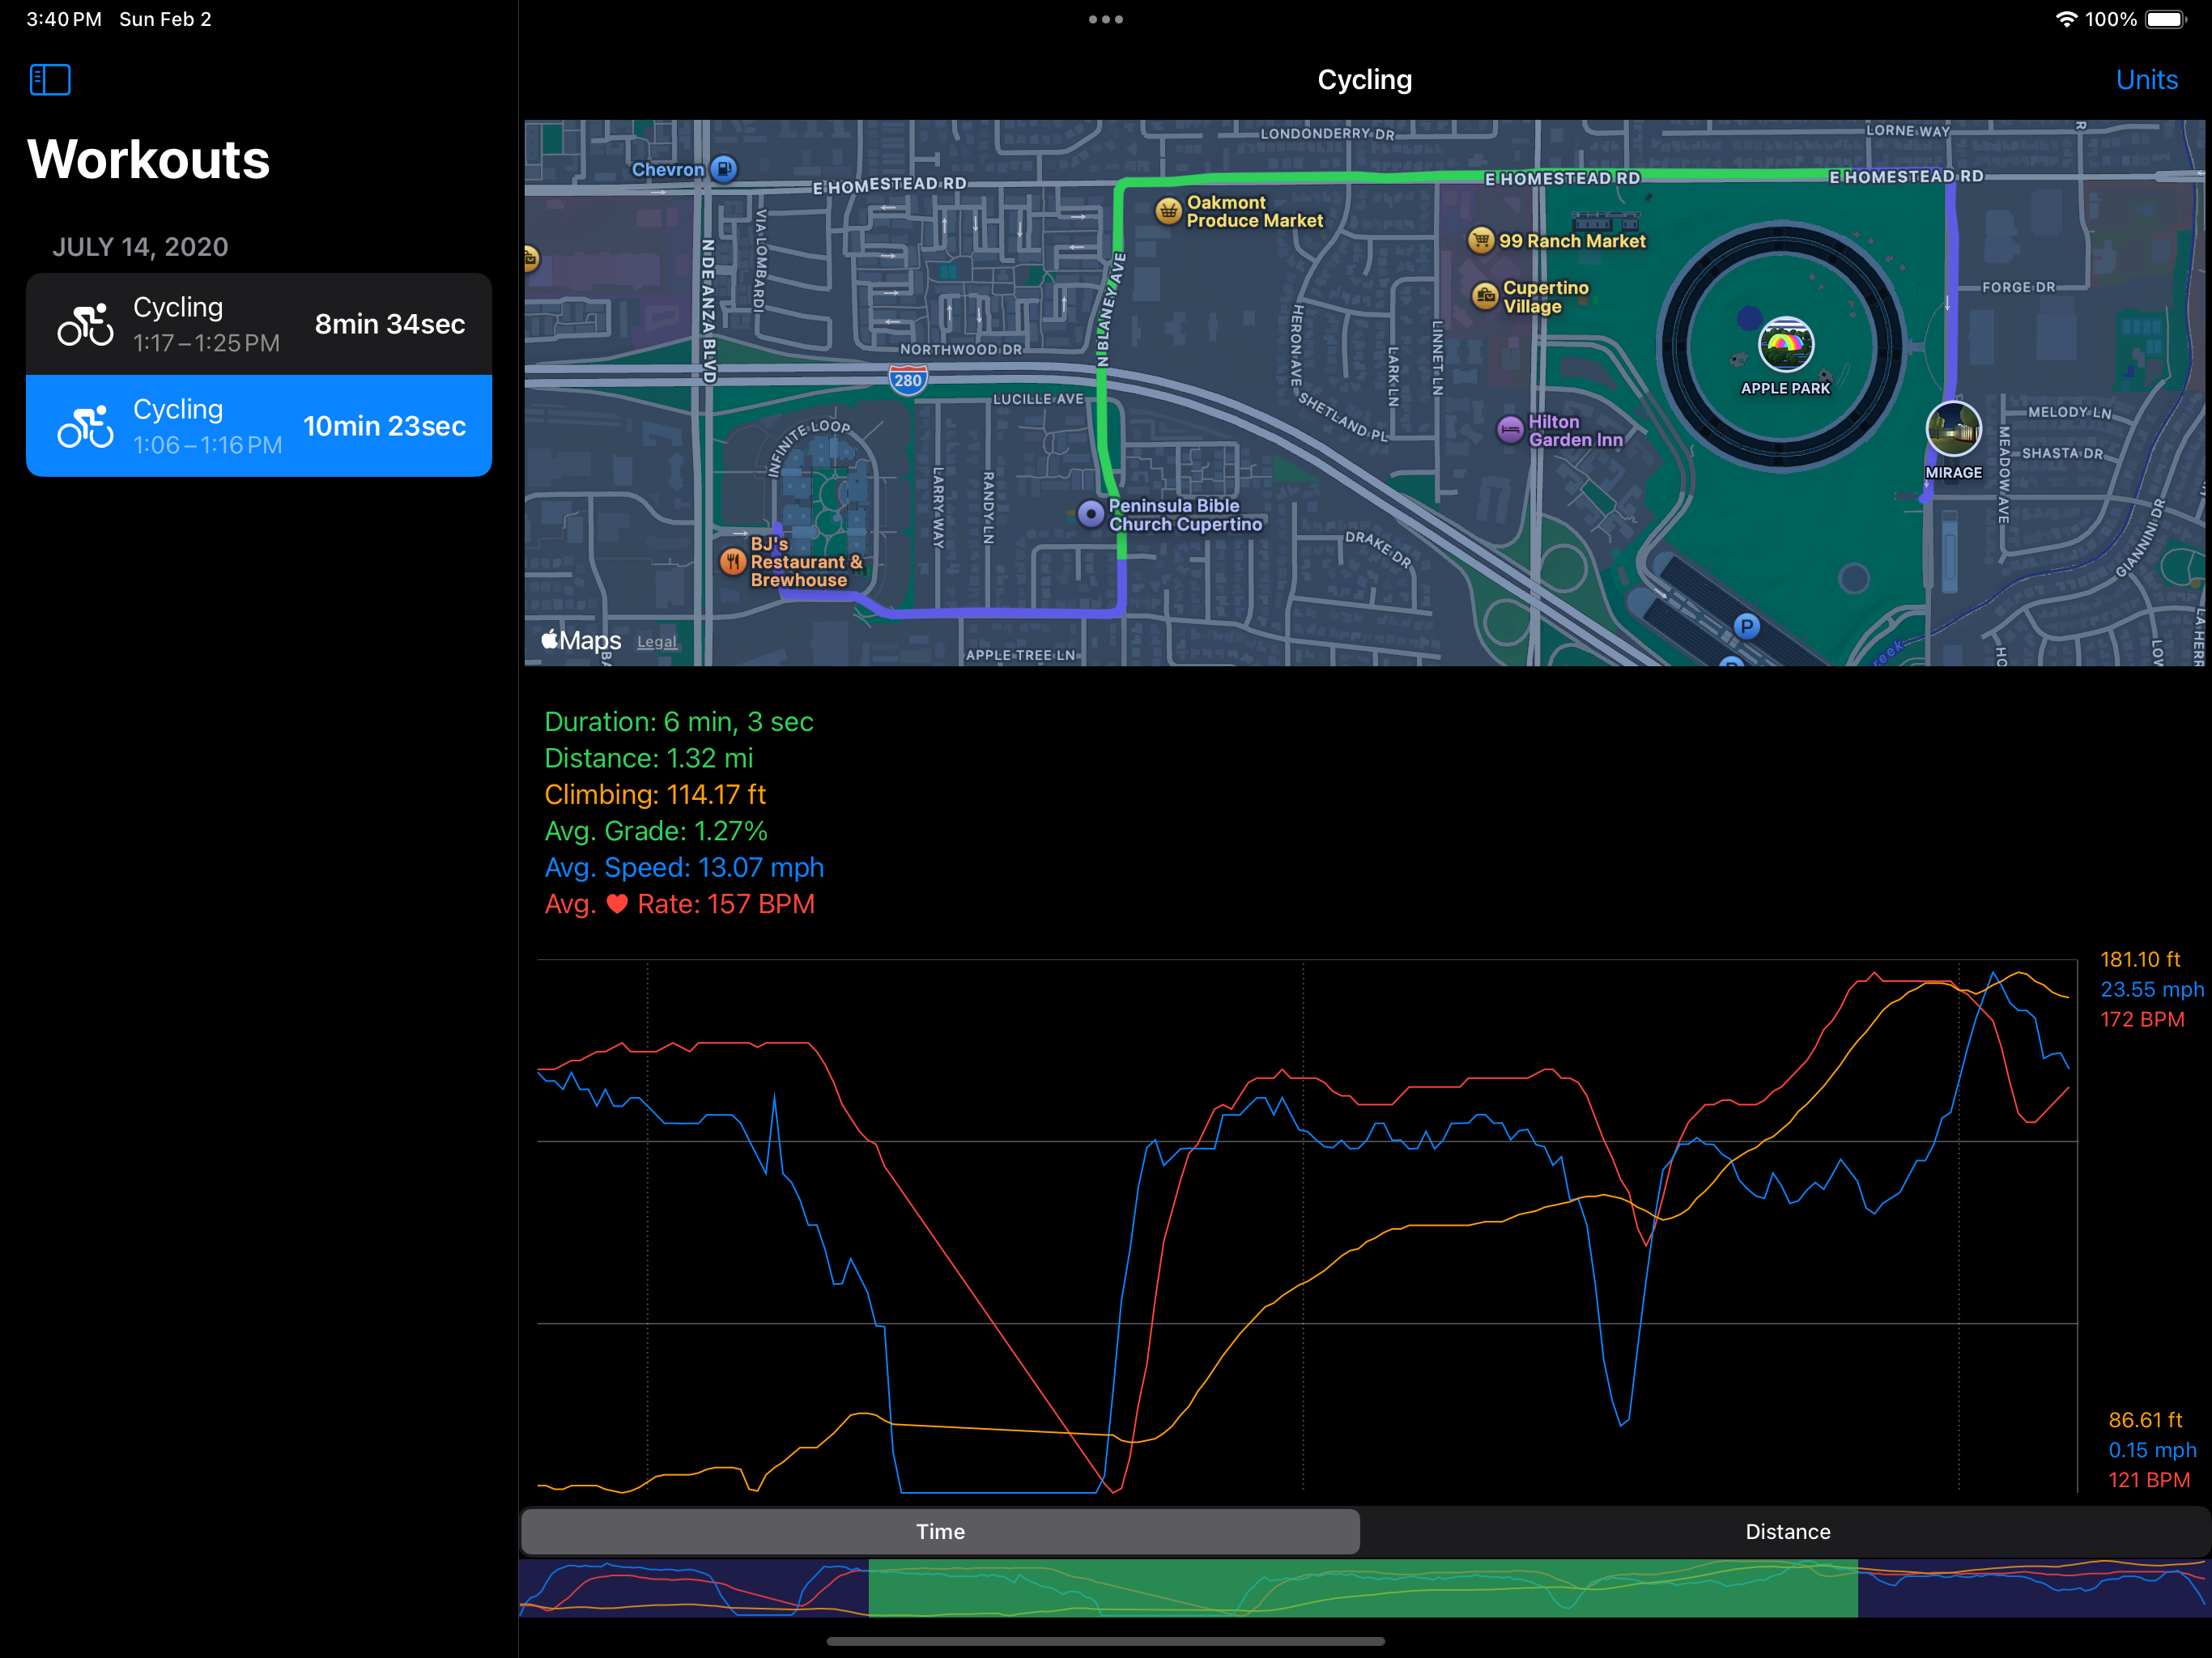 3:40 PM Sun Feb 2
100%
Workouts
JULY 14, 2020
Cycling
1:17 – 1:25 PM
8min 34sec
Cycling
1:06 – 1:16 PM
10min 23sec
Cycling
Units
LONDONDERRY DR
LORNE WAY
Chevron
E HOMESTEAD RD
E HOMESTEAD RD
E HOMESTEAD RD
Oakmont
Produce Market
99 Ranch Market
Cupertino
Village
VIA LOMBARDI
N DE ANZA BLVD
N BLANEY AVE
FORGE DR
HERON AVE
LINNET LN
LARK LN
NORTHWOOD DR
280
LUCILLE AVE
SHETLAND PL
APPLE PARK
MELODY LN
SHASTA DR
MEADOW AVE
MIRAGE
Hilton
Garden Inn
INFINITE LOOP
LARRY WAY
RANDY LN
Peninsula Bible
Church Cupertino
DRAKE DR
GIANNINI DR
BJ's
Restaurant &
Brewhouse
P
Maps
Legal
APPLE TREE LN
Duration: 6 min, 3 sec
Distance: 1.32 mi
Climbing: 114.17 ft
Avg. Grade: 1.27%
Avg. Speed: 13.07 mph
Avg. ♥ Rate: 157 BPM
181.10 ft
23.55 mph
172 BPM
86.61 ft
0.15 mph
121 BPM
Time
Distance